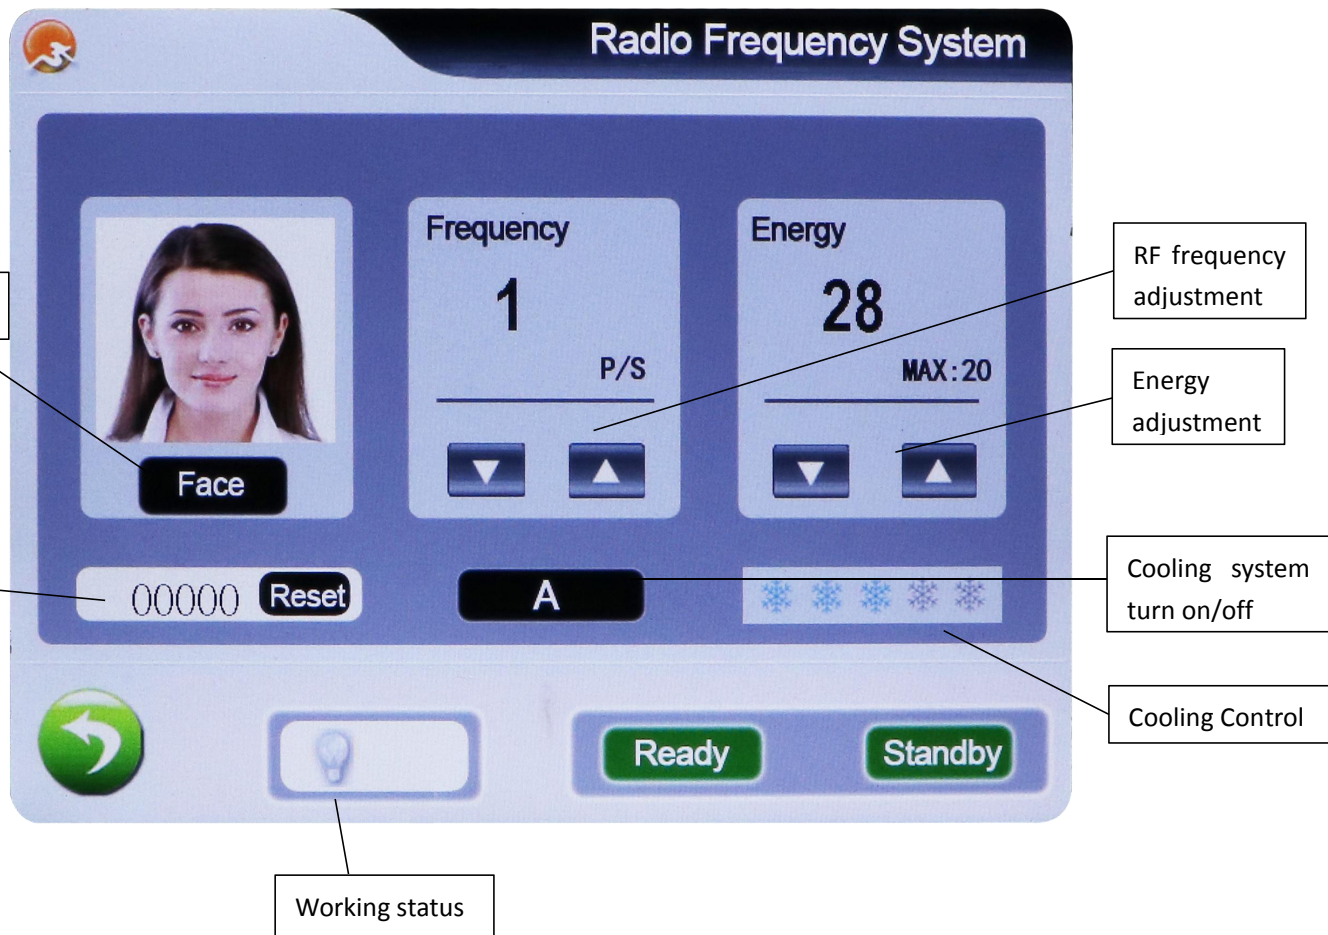 Radio Frequency System
Frequency
1
P/S
Energy
28
MAX:20
Face
00000
Reset
A
Ready
Standby
RF frequency
adjustment
Energy
adjustment
Cooling system
turn on/off
Cooling Control
Working status